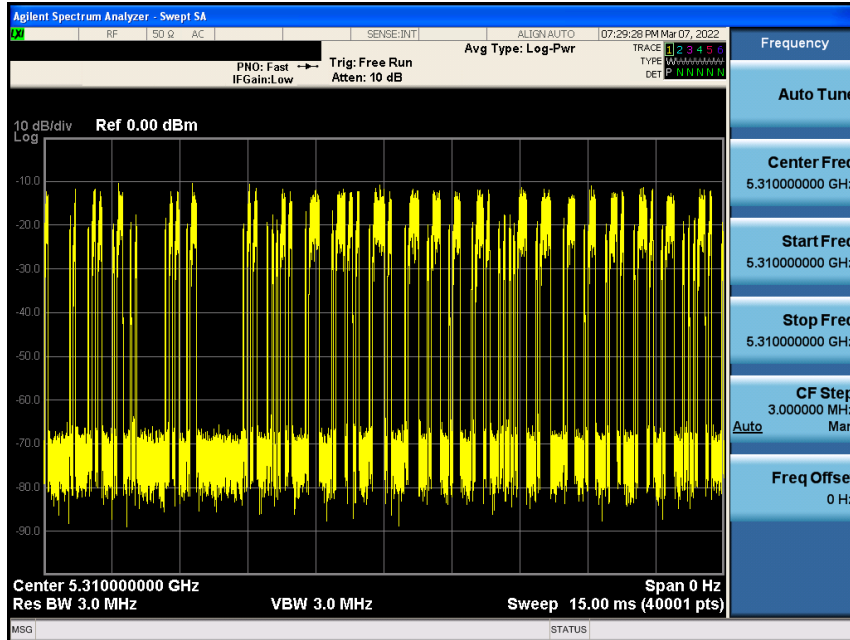 Agilent Spectrum Analyzer - Swept SA
LXI RF 50 Ω AC SENSE:INT ALIGN AUTO 07:29:28 PM Mar 07, 2022
Avg Type: Log-Pwr TRACE 1 2 3 4 5 6
PNO: Fast Trig: Free Run TYPE W
IFGain:Low Atten: 10 dB DET P N N N N N
10 dB/div Ref 0.00 dBm
Log
-10.0
-20.0
-30.0
-40.0
-50.0
-60.0
-70.0
-80.0
-90.0
Center 5.310000000 GHz Span 0 Hz
Res BW 3.0 MHz VBW 3.0 MHz Sweep 15.00 ms (40001 pts)
MSG STATUS
Frequency
Auto Tune
Center Freq
5.310000000 GHz
Start Freq
5.310000000 GHz
Stop Freq
5.310000000 GHz
CF Step
3.000000 MHz
Auto Man
Freq Offset
0 Hz